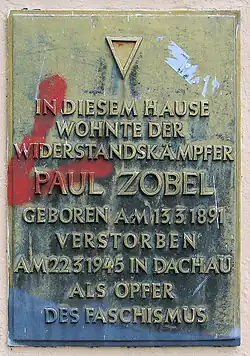 IN DIESEM HAUSE
WOHNTE DER
WIDERSTANDSKÄMPFER
PAUL ZOBEL
GEBOREN AM 13.3.1891
VERSTORBEN
AM 22.3.1945 IN DACHAU
ALS OPFER
DES FASCHISMUS